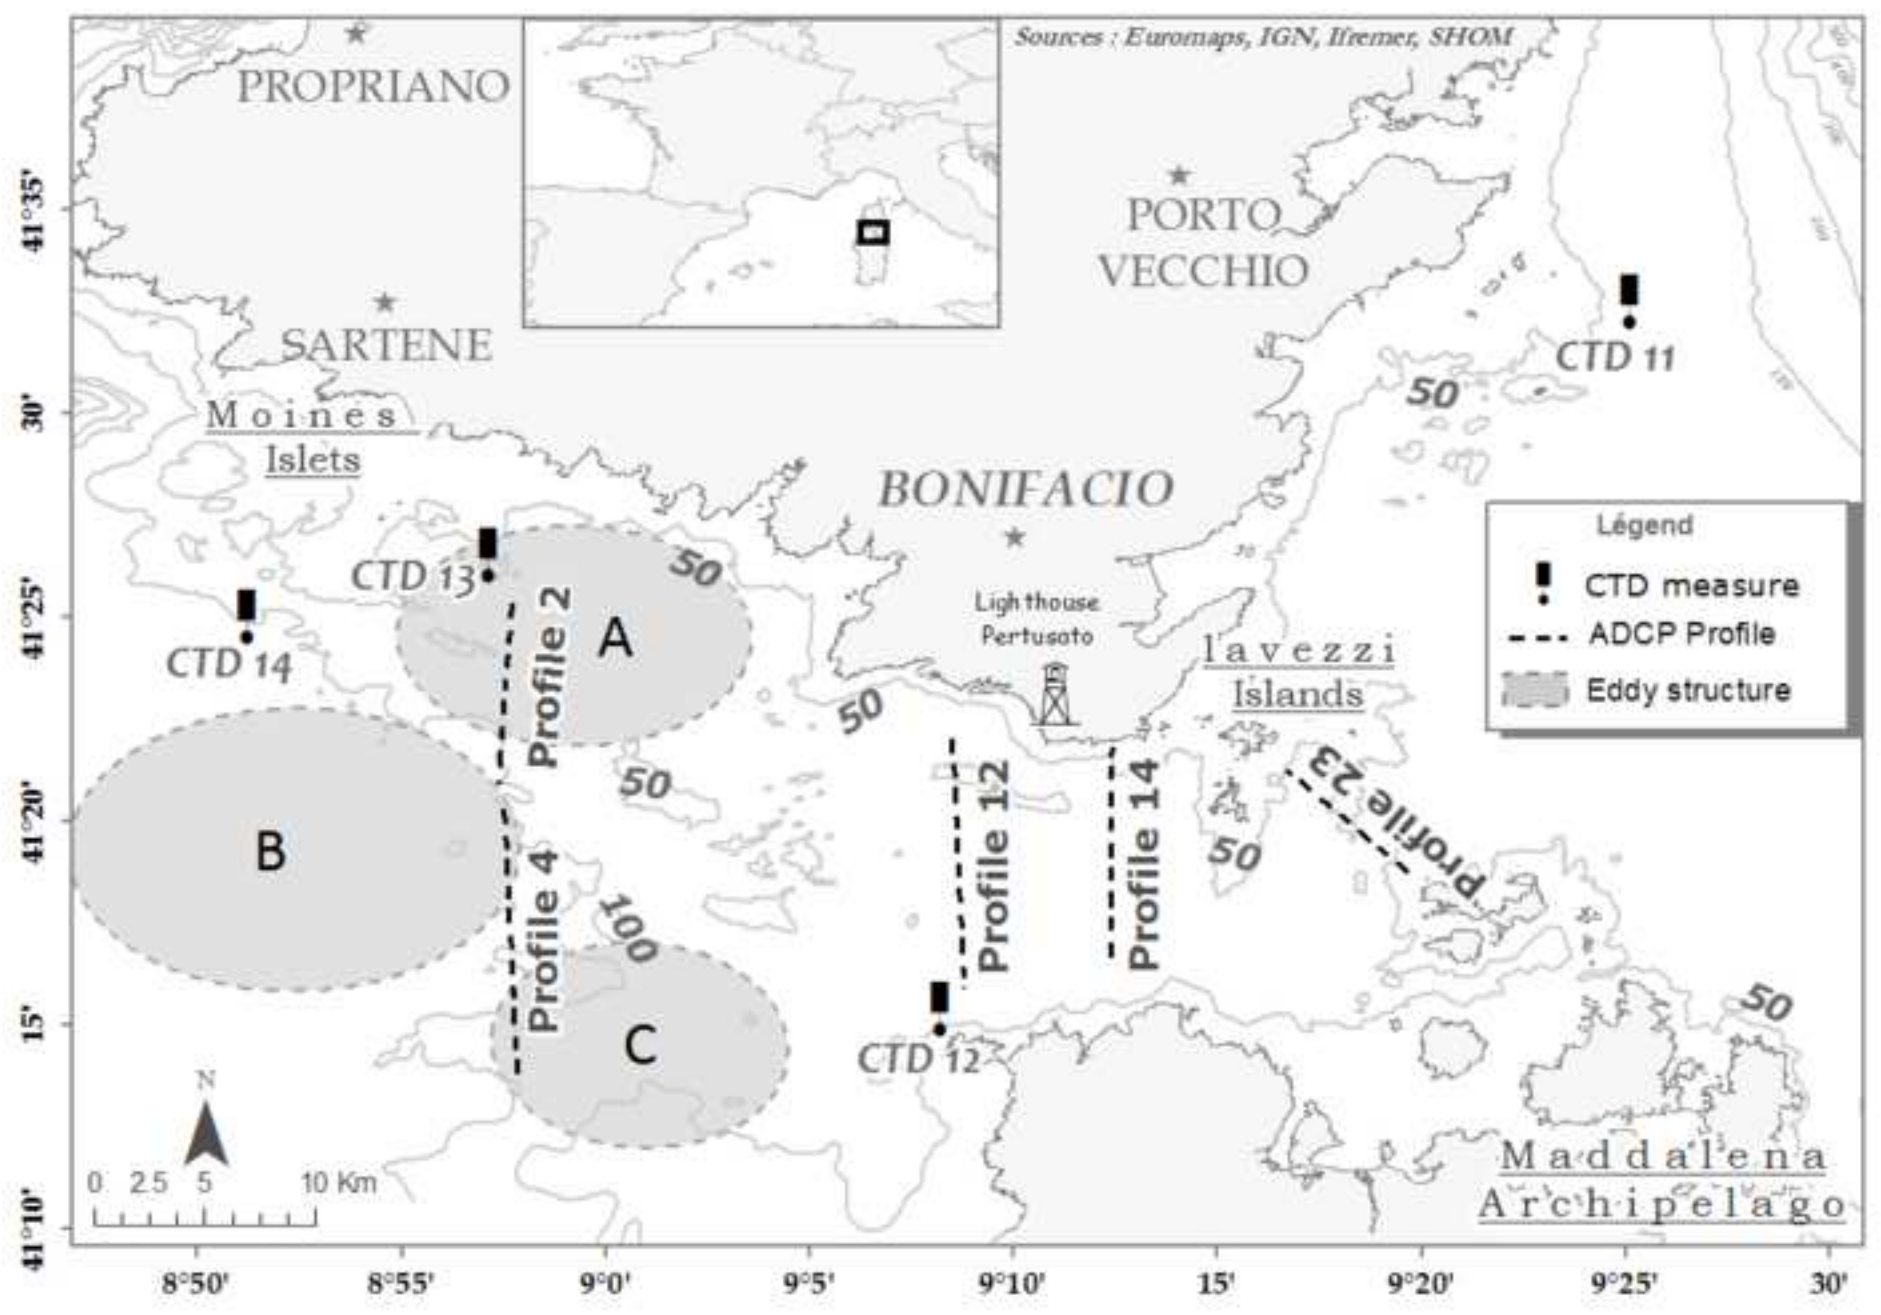 Sources : Euromaps, IGN, Ifremer, SHOM
PROPRIANO
PORTO
VECCHIO
SARTENE
CTD 11
50
Moines
Islets
BONIFACIO
Légend
CTD measure
ADCP Profile
Eddy structure
50
CTD 13
CTD 14
Profile 2
A
Lighthouse
Pertusato
lavezzi
Islands
50
50
B
Profile 4
100
Profile 12
Profile 14
50
Profile 23
C
CTD 12
50
N
0 2.5 5 10 Km
Maddalena
Archipelago
41°35'
30'
41°25'
41°20'
15'
41°10'
8°50' 8°55' 9°0' 9°5' 9°10' 15' 9°20' 9°25' 30'